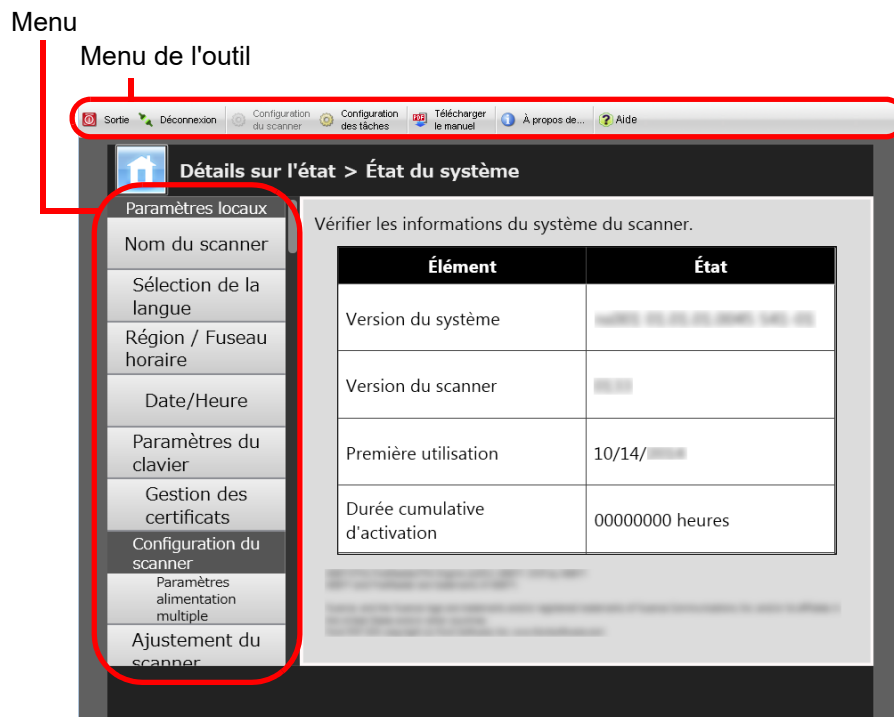 Menu
Menu de l'outil
Sortie
Déconnexion
Configuration
du scanner
Configuration
des tâches
Télécharger
le manuel
À propos de...
Aide
Détails sur l'état > État du système
Paramètres locaux
Nom du scanner
Sélection de la
langue
Région / Fuseau
horaire
Date/Heure
Paramètres du
clavier
Gestion des
certificats
Configuration du
scanner
Paramètres
alimentation
multiple
Ajustement du
scanner
Vérifier les informations du système du scanner.
Élément
État
Version du système
Version du scanner
Première utilisation
10/14/
Durée cumulative
d'activation
00000000 heures